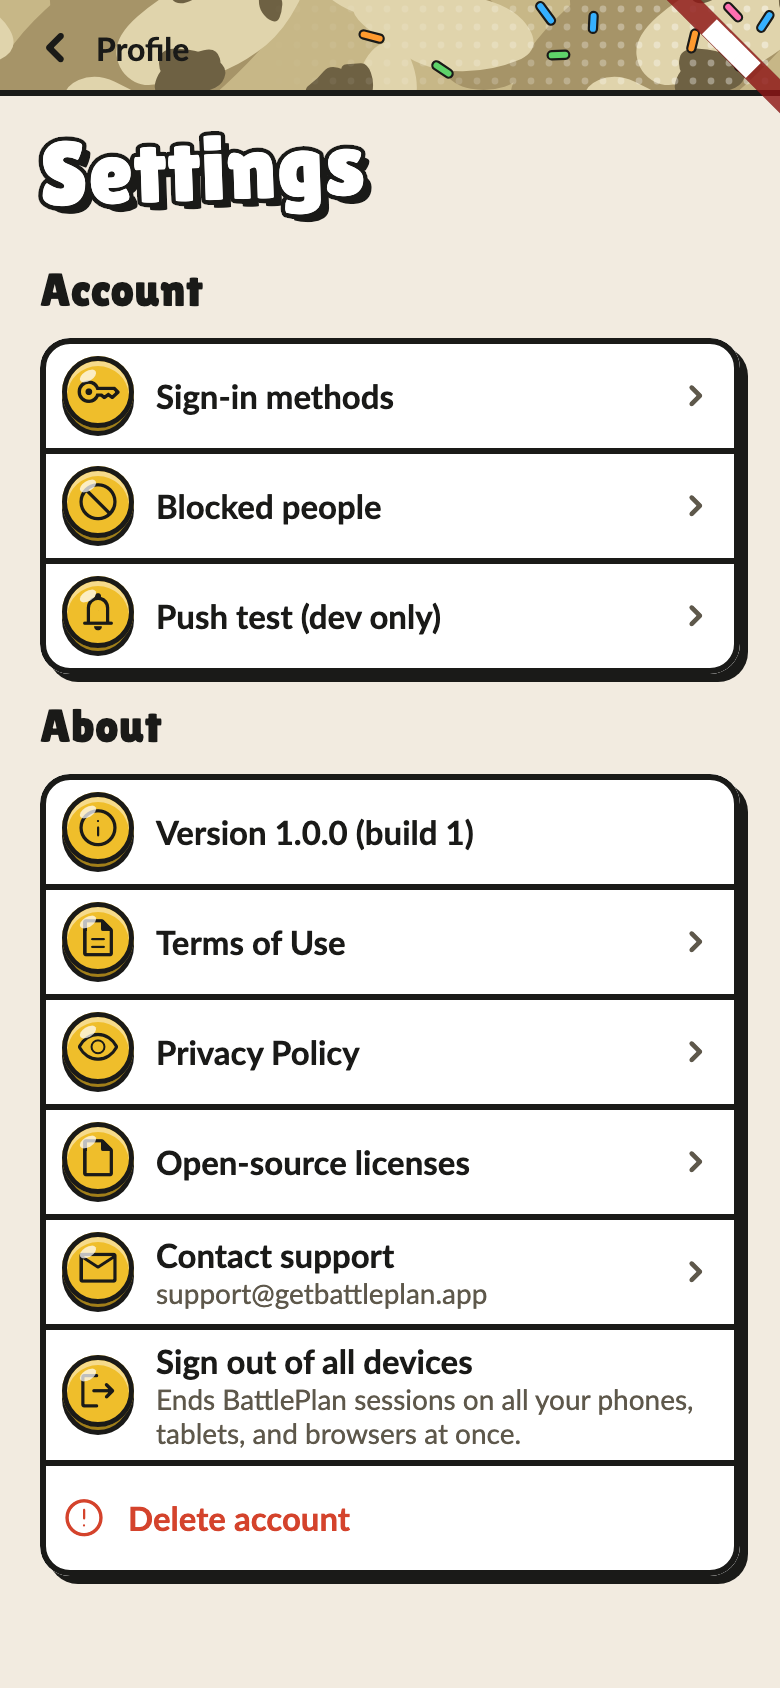 Profile
Settings
Account
Sign-in methods
Blocked people
Push test (dev only)
About
Version 1.0.0 (build 1)
Terms of Use
Privacy Policy
Open-source licenses
Contact support
support@getbattleplan.app
Sign out of all devices
Ends BattlePlan sessions on all your phones,
tablets, and browsers at once.
Delete account